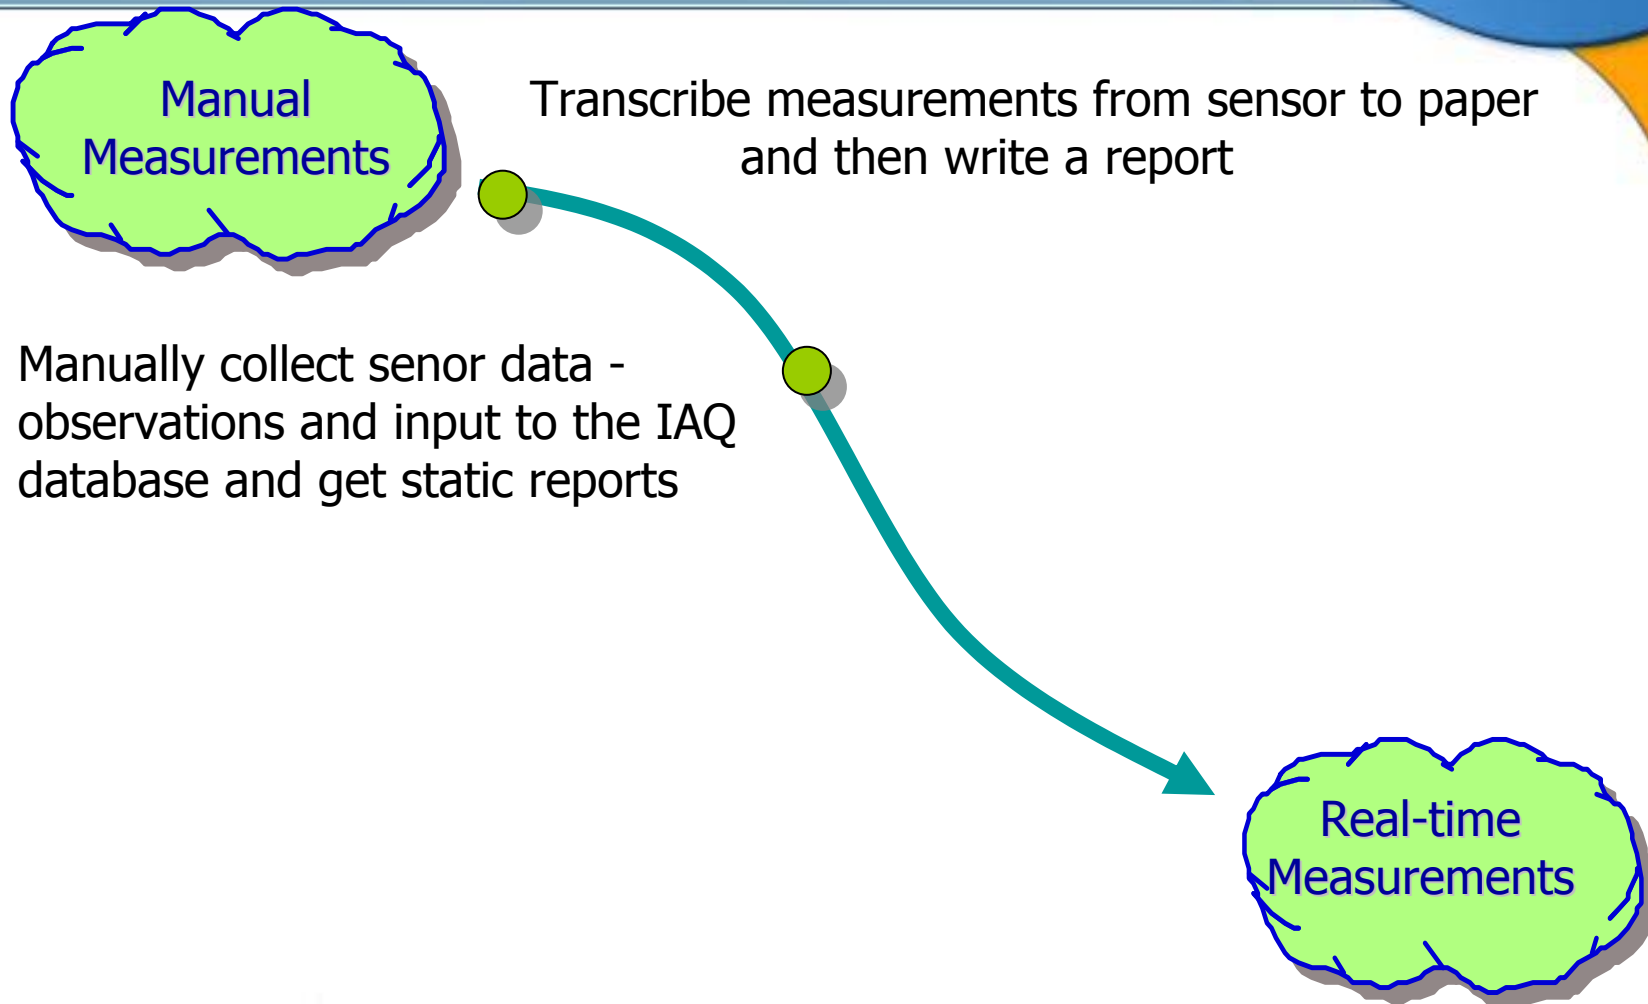 Manual
Measurements
Transcribe measurements from sensor to paper
and then write a report
Manually collect senor data -
observations and input to the IAQ
database and get static reports
Real-time
Measurements